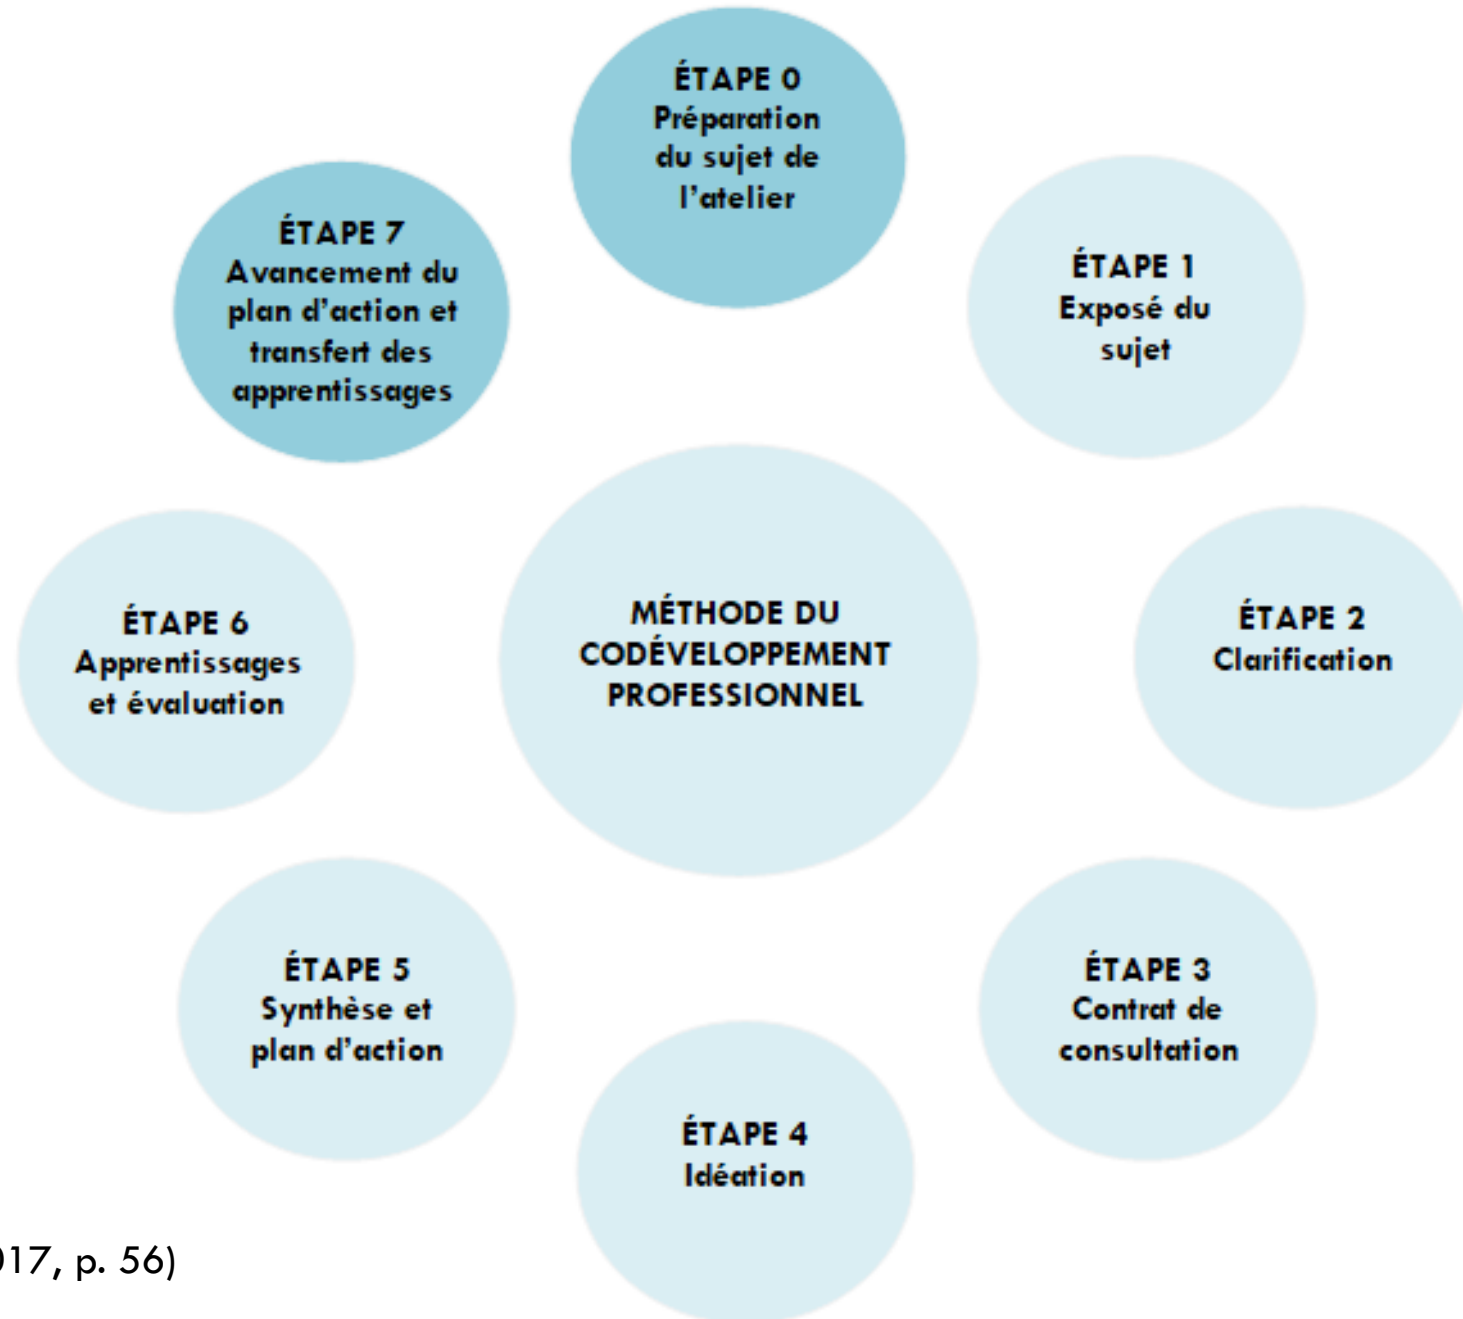 ÉTAPE 0
Préparation
du sujet de
l'atelier
ÉTAPE 1
Exposé du
sujet
ÉTAPE 2
Clarification
ÉTAPE 3
Contrat de
consultation
ÉTAPE 4
Idéation
ÉTAPE 5
Synthèse et
plan d'action
ÉTAPE 6
Apprentissages
et évaluation
ÉTAPE 7
Avancement du
plan d'action et
transfert des
apprentissages
MÉTHODE DU
CODÉVELOPPEMENT
PROFESSIONNEL
17, p. 56)